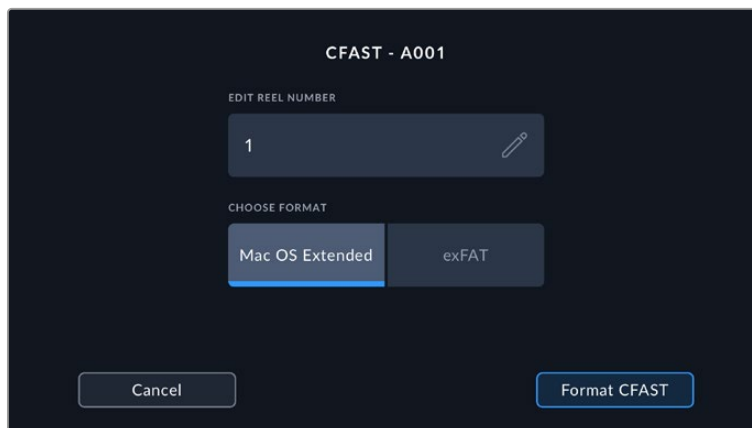 CFAST - A001
EDIT REEL NUMBER
1
CHOOSE FORMAT
Mac OS Extended exFAT
Cancel Format CFAST